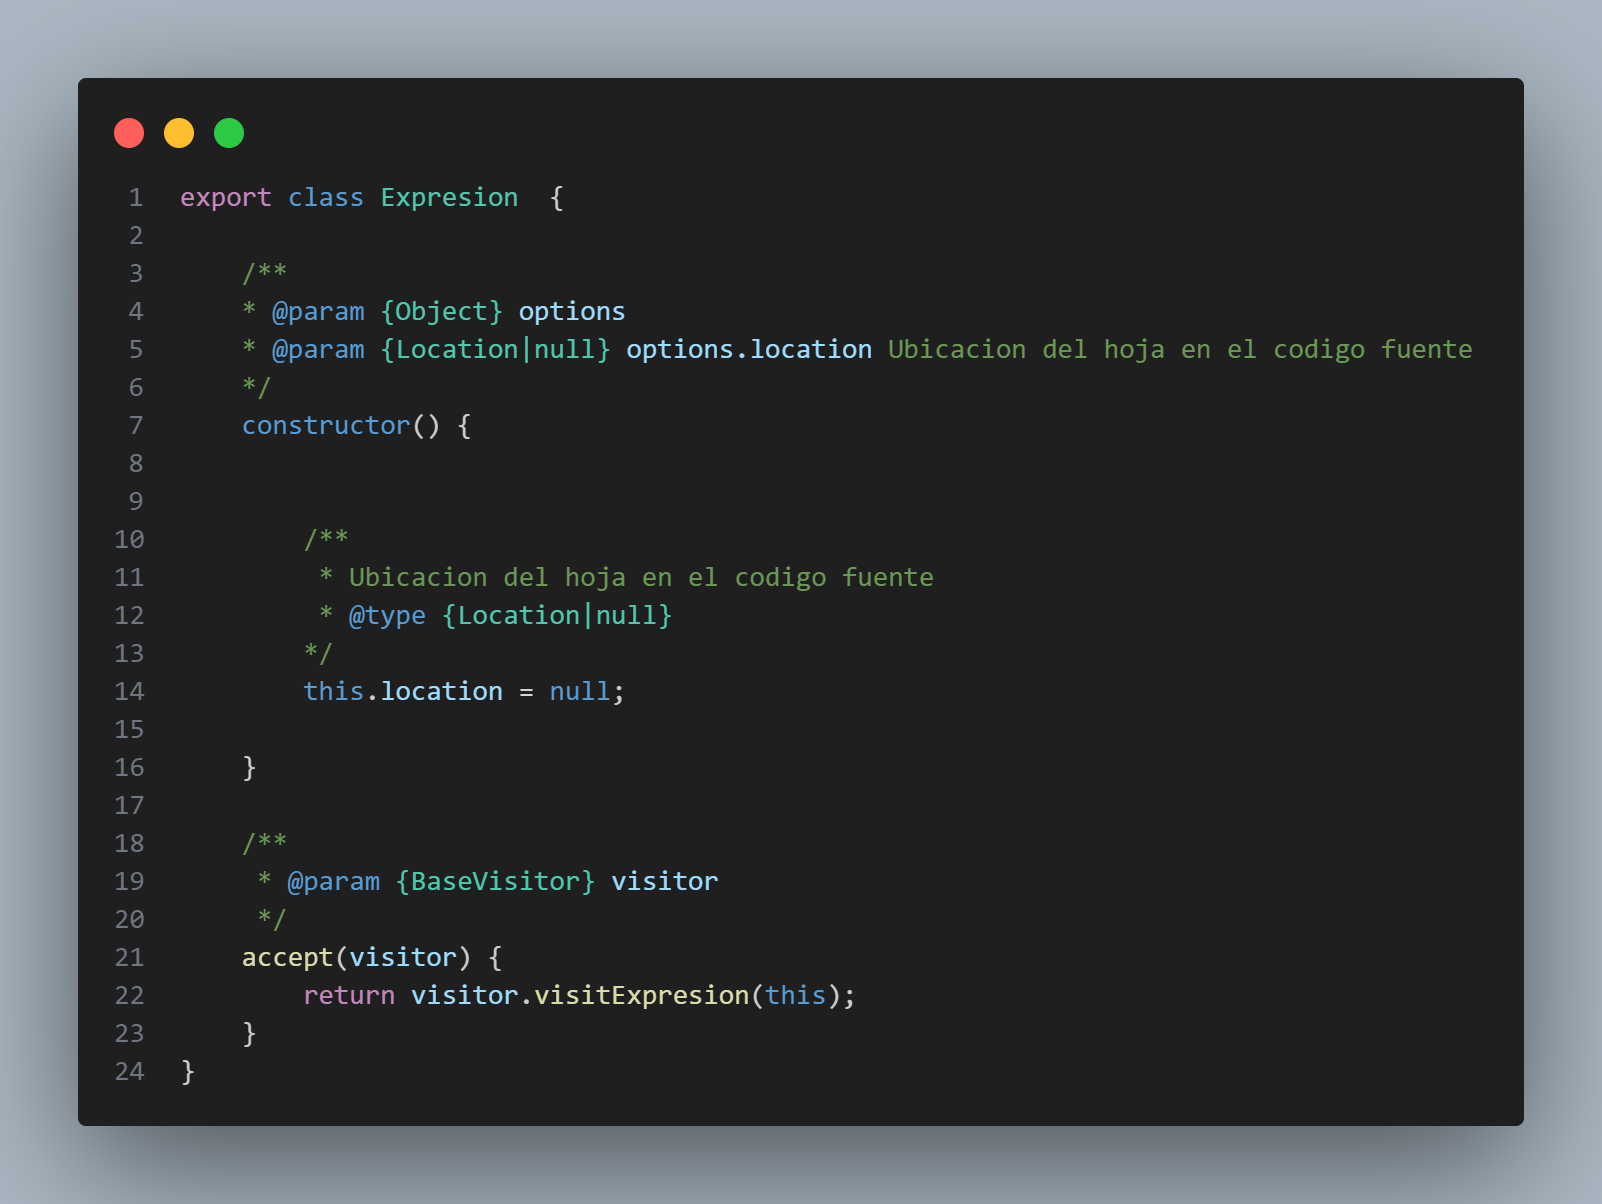 1 export class Expresion  {
2
3     /**
4     * @param {Object} options
5     * @param {Location|null} options.location Ubicacion del hoja en el codigo fuente
6     */
7     constructor() {
8
9
10         /**
11          * Ubicacion del hoja en el codigo fuente
12          * @type {Location|null}
13         */
14         this.location = null;
15
16     }
17
18     /**
19      * @param {BaseVisitor} visitor
20      */
21     accept(visitor) {
22         return visitor.visitExpresion(this);
23     }
24 }